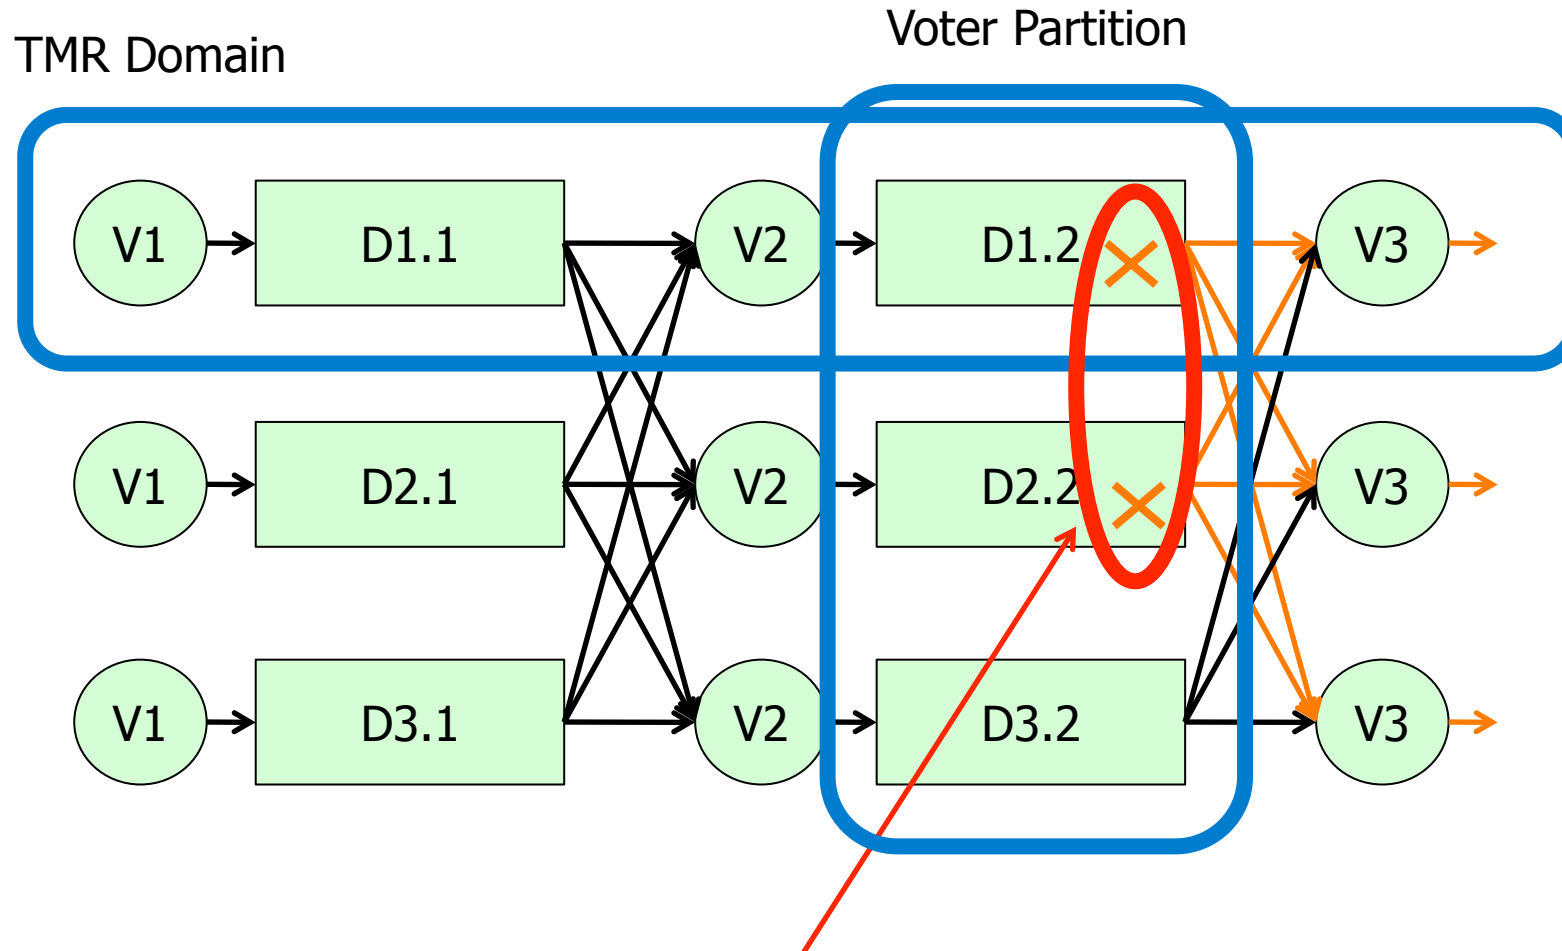 Voter Partition
TMR Domain
V1 D1.1 V2 D1.2 V3
V1 D2.1 V2 D2.2 V3
V1 D3.1 V2 D3.2 V3